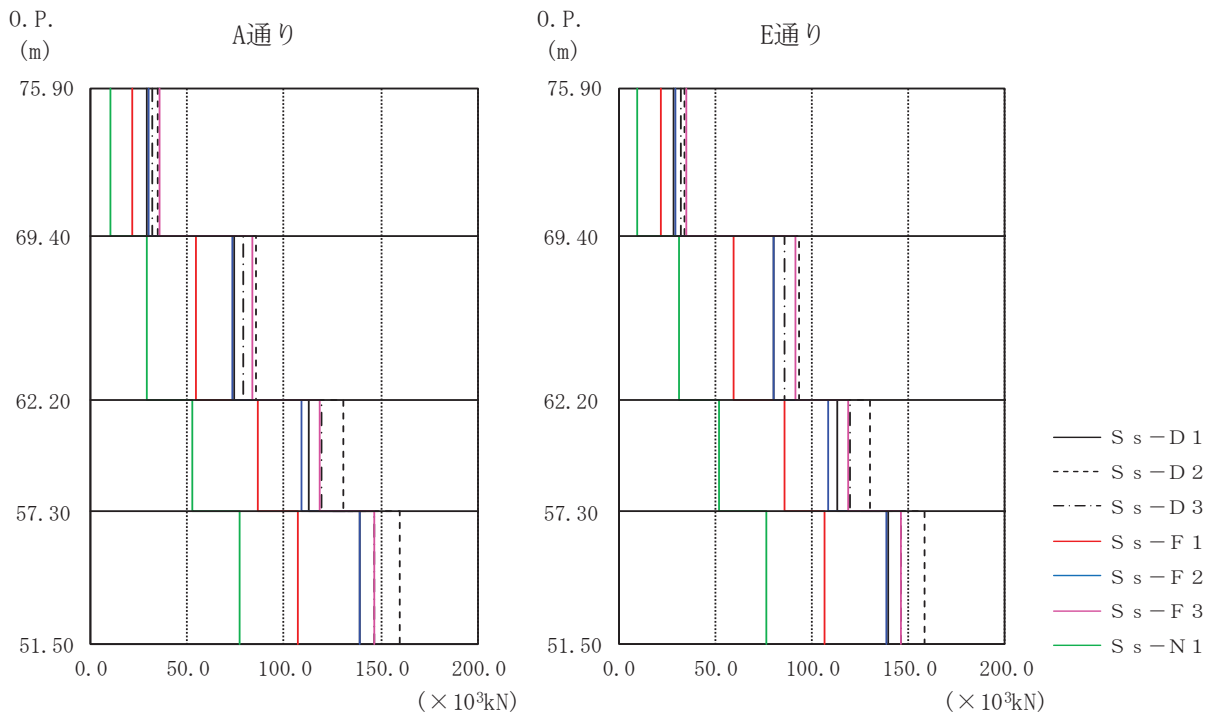 O.P.
(m)
A通り
75.90
69.40
62.20
57.30
51.50
0.0 50.0 100.0 150.0 200.0
(×10³kN)
O.P.
(m)
E通り
75.90
69.40
62.20
57.30
51.50
0.0 50.0 100.0 150.0 200.0
(×10³kN)
Ss-D1
Ss-D2
Ss-D3
Ss-F1
Ss-F2
Ss-F3
Ss-N1